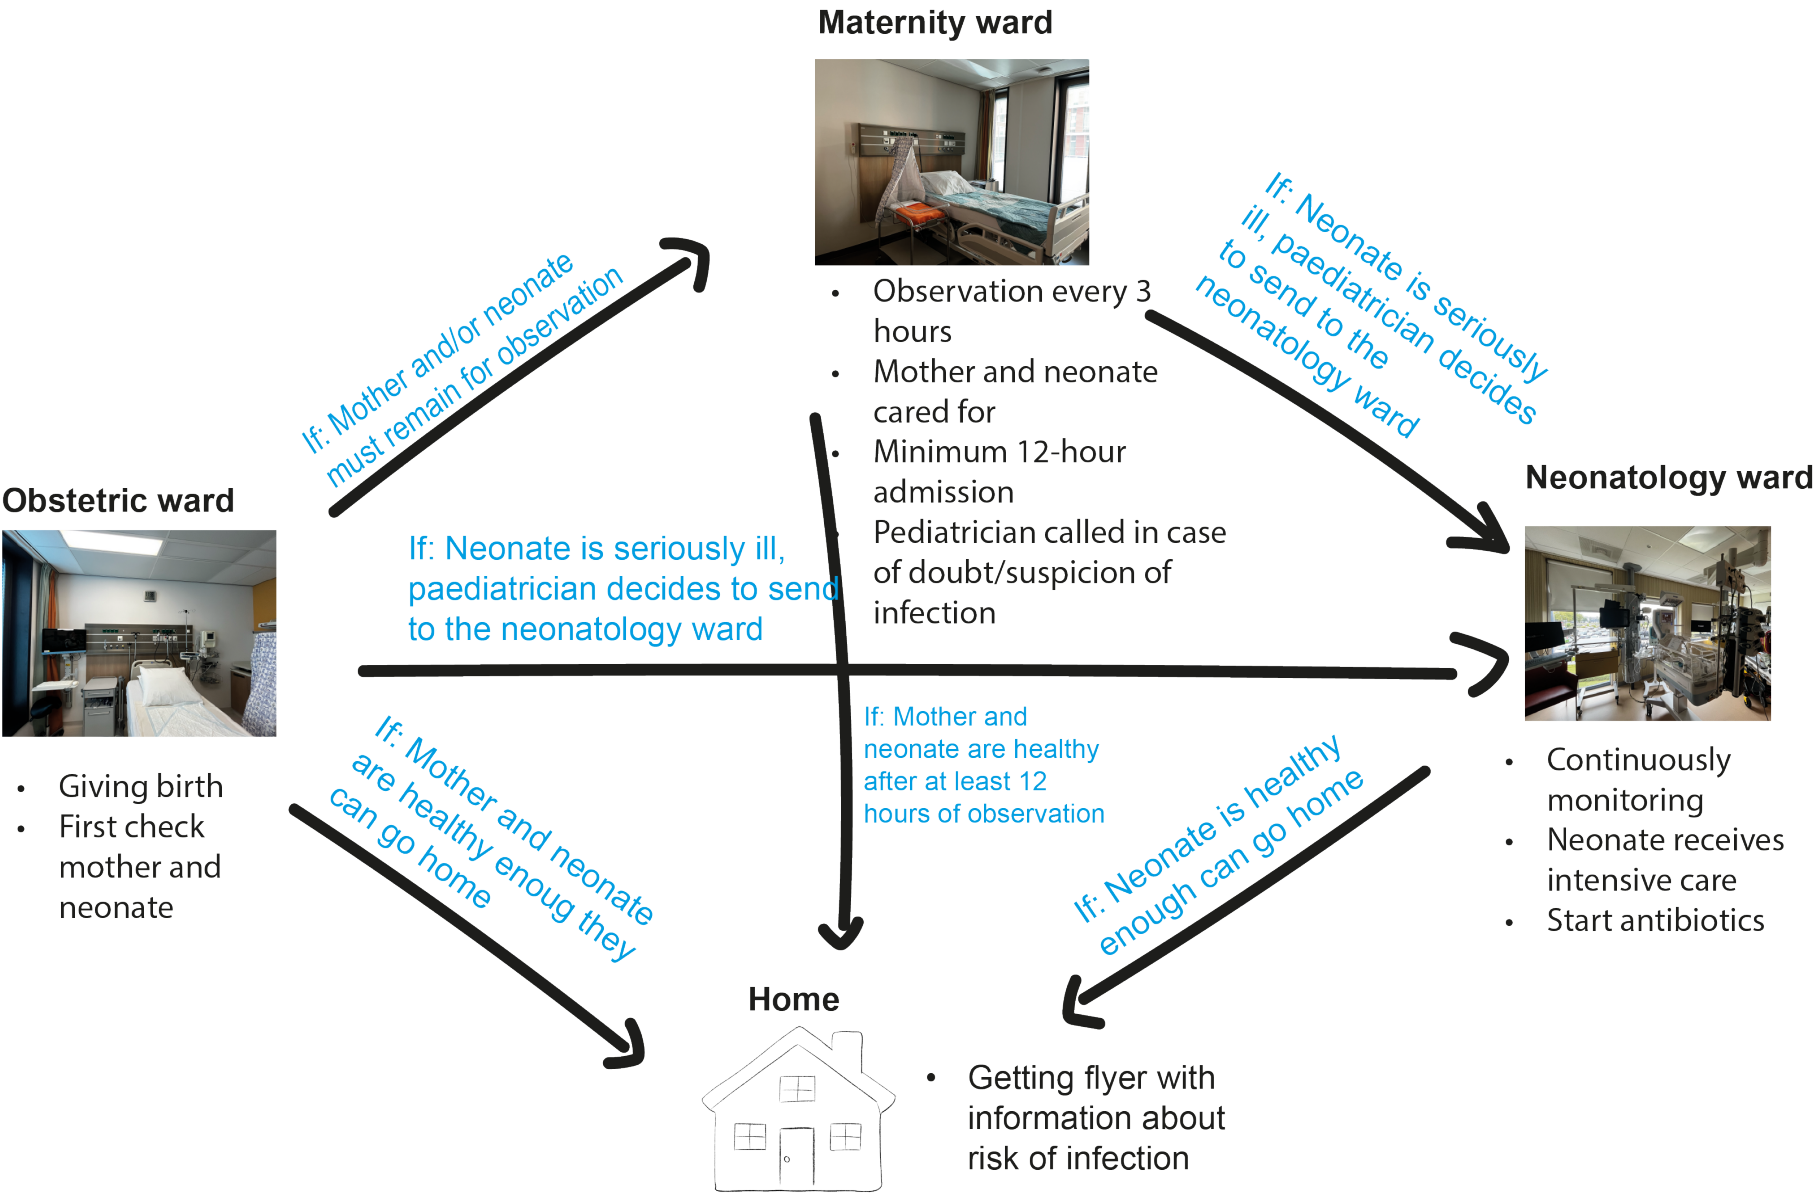 Maternity ward
• Observation every 3
hours
• Mother and neonate
cared for
• Minimum 12-hour
admission
• Pediatrician called in case
of doubt/suspicion of
infection
If: Mother and/or neonate
must remain for observation
If: Neonate is seriously
ill, paediatrician decides
to send to the
neonatology ward
Obstetric ward
• Giving birth
• First check
mother and
neonate
If: Neonate is seriously ill,
paediatrician decides to send
to the neonatology ward
Neonatology ward
• Continuously
monitoring
• Neonate receives
intensive care
• Start antibiotics
If: Mother and neonate
are healthy enoug they
can go home
If: Mother and
neonate are healthy
after at least 12
hours of observation
If: Neonate is healthy
enough can go home
Home
• Getting flyer with
information about
risk of infection